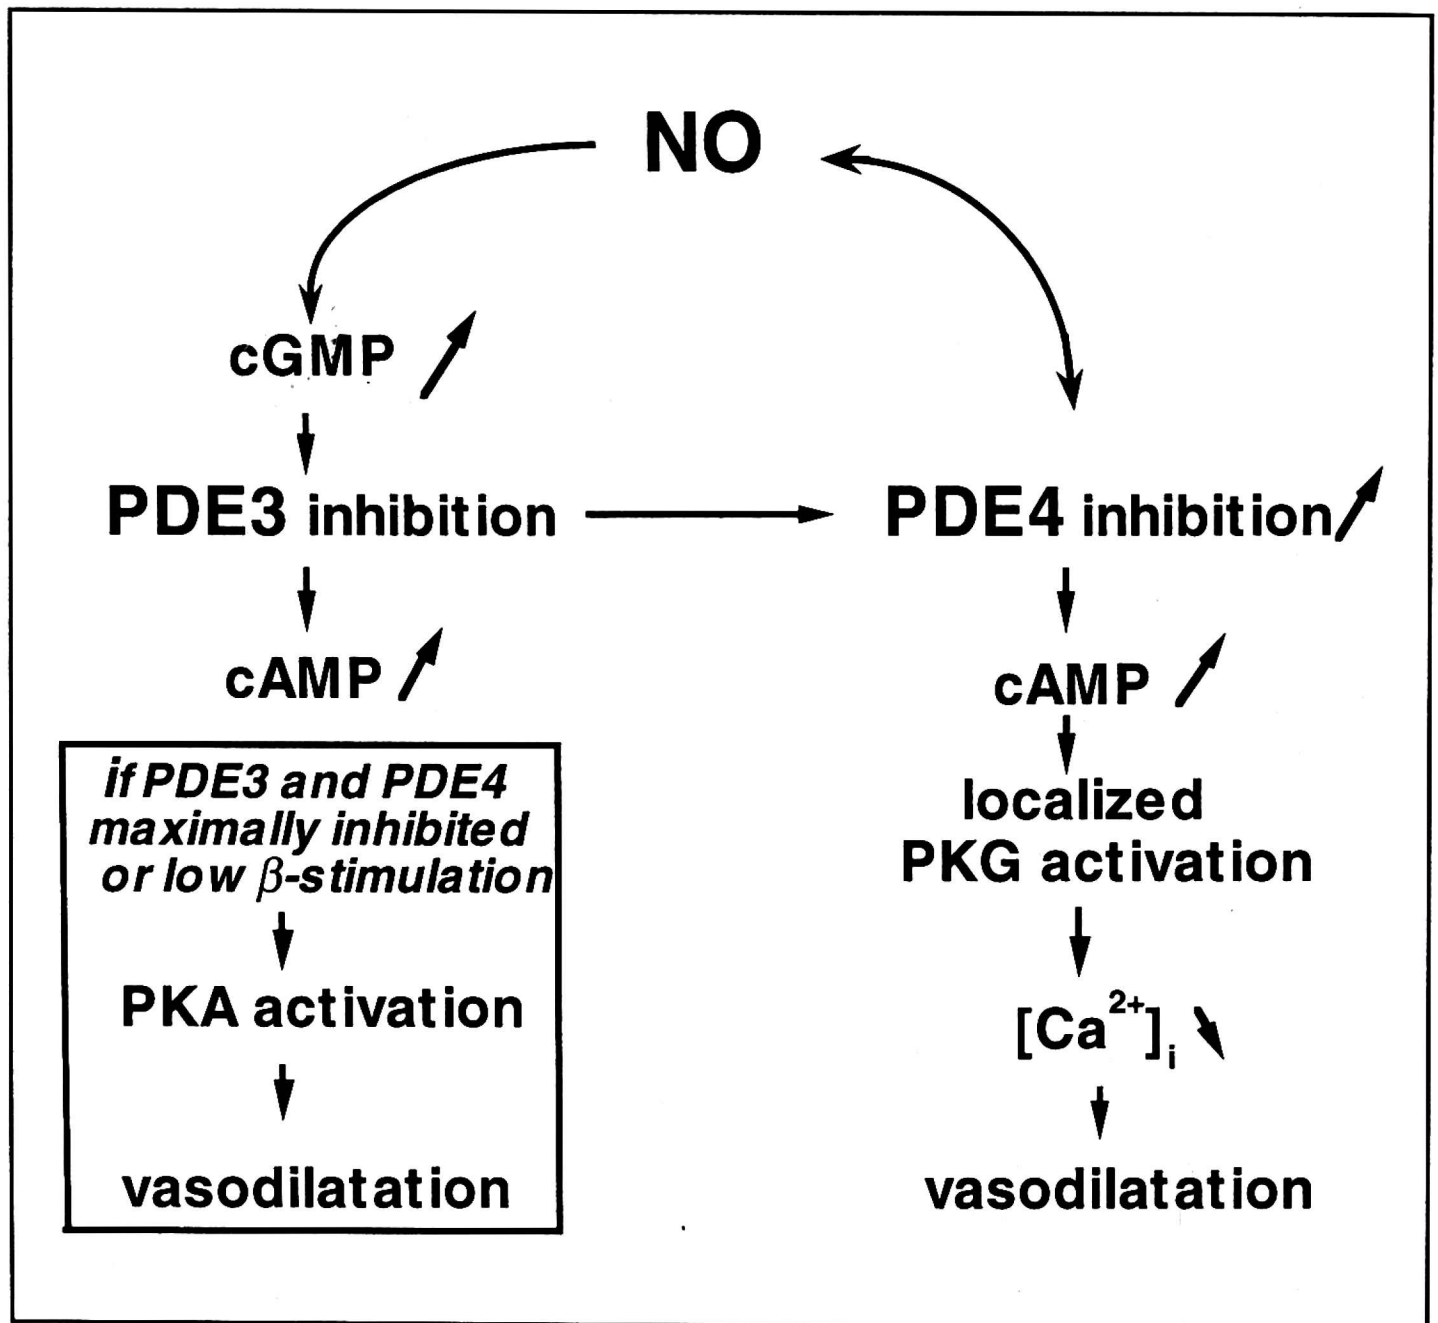 NO
cGMP
PDE3 inhibition
PDE4 inhibition
cAMP
cAMP
if PDE3 and PDE4
maximally inhibited
or low β-stimulation
PKA activation
vasodilatation
localized
PKG activation
[Ca²⁺]ᵢ
vasodilatation